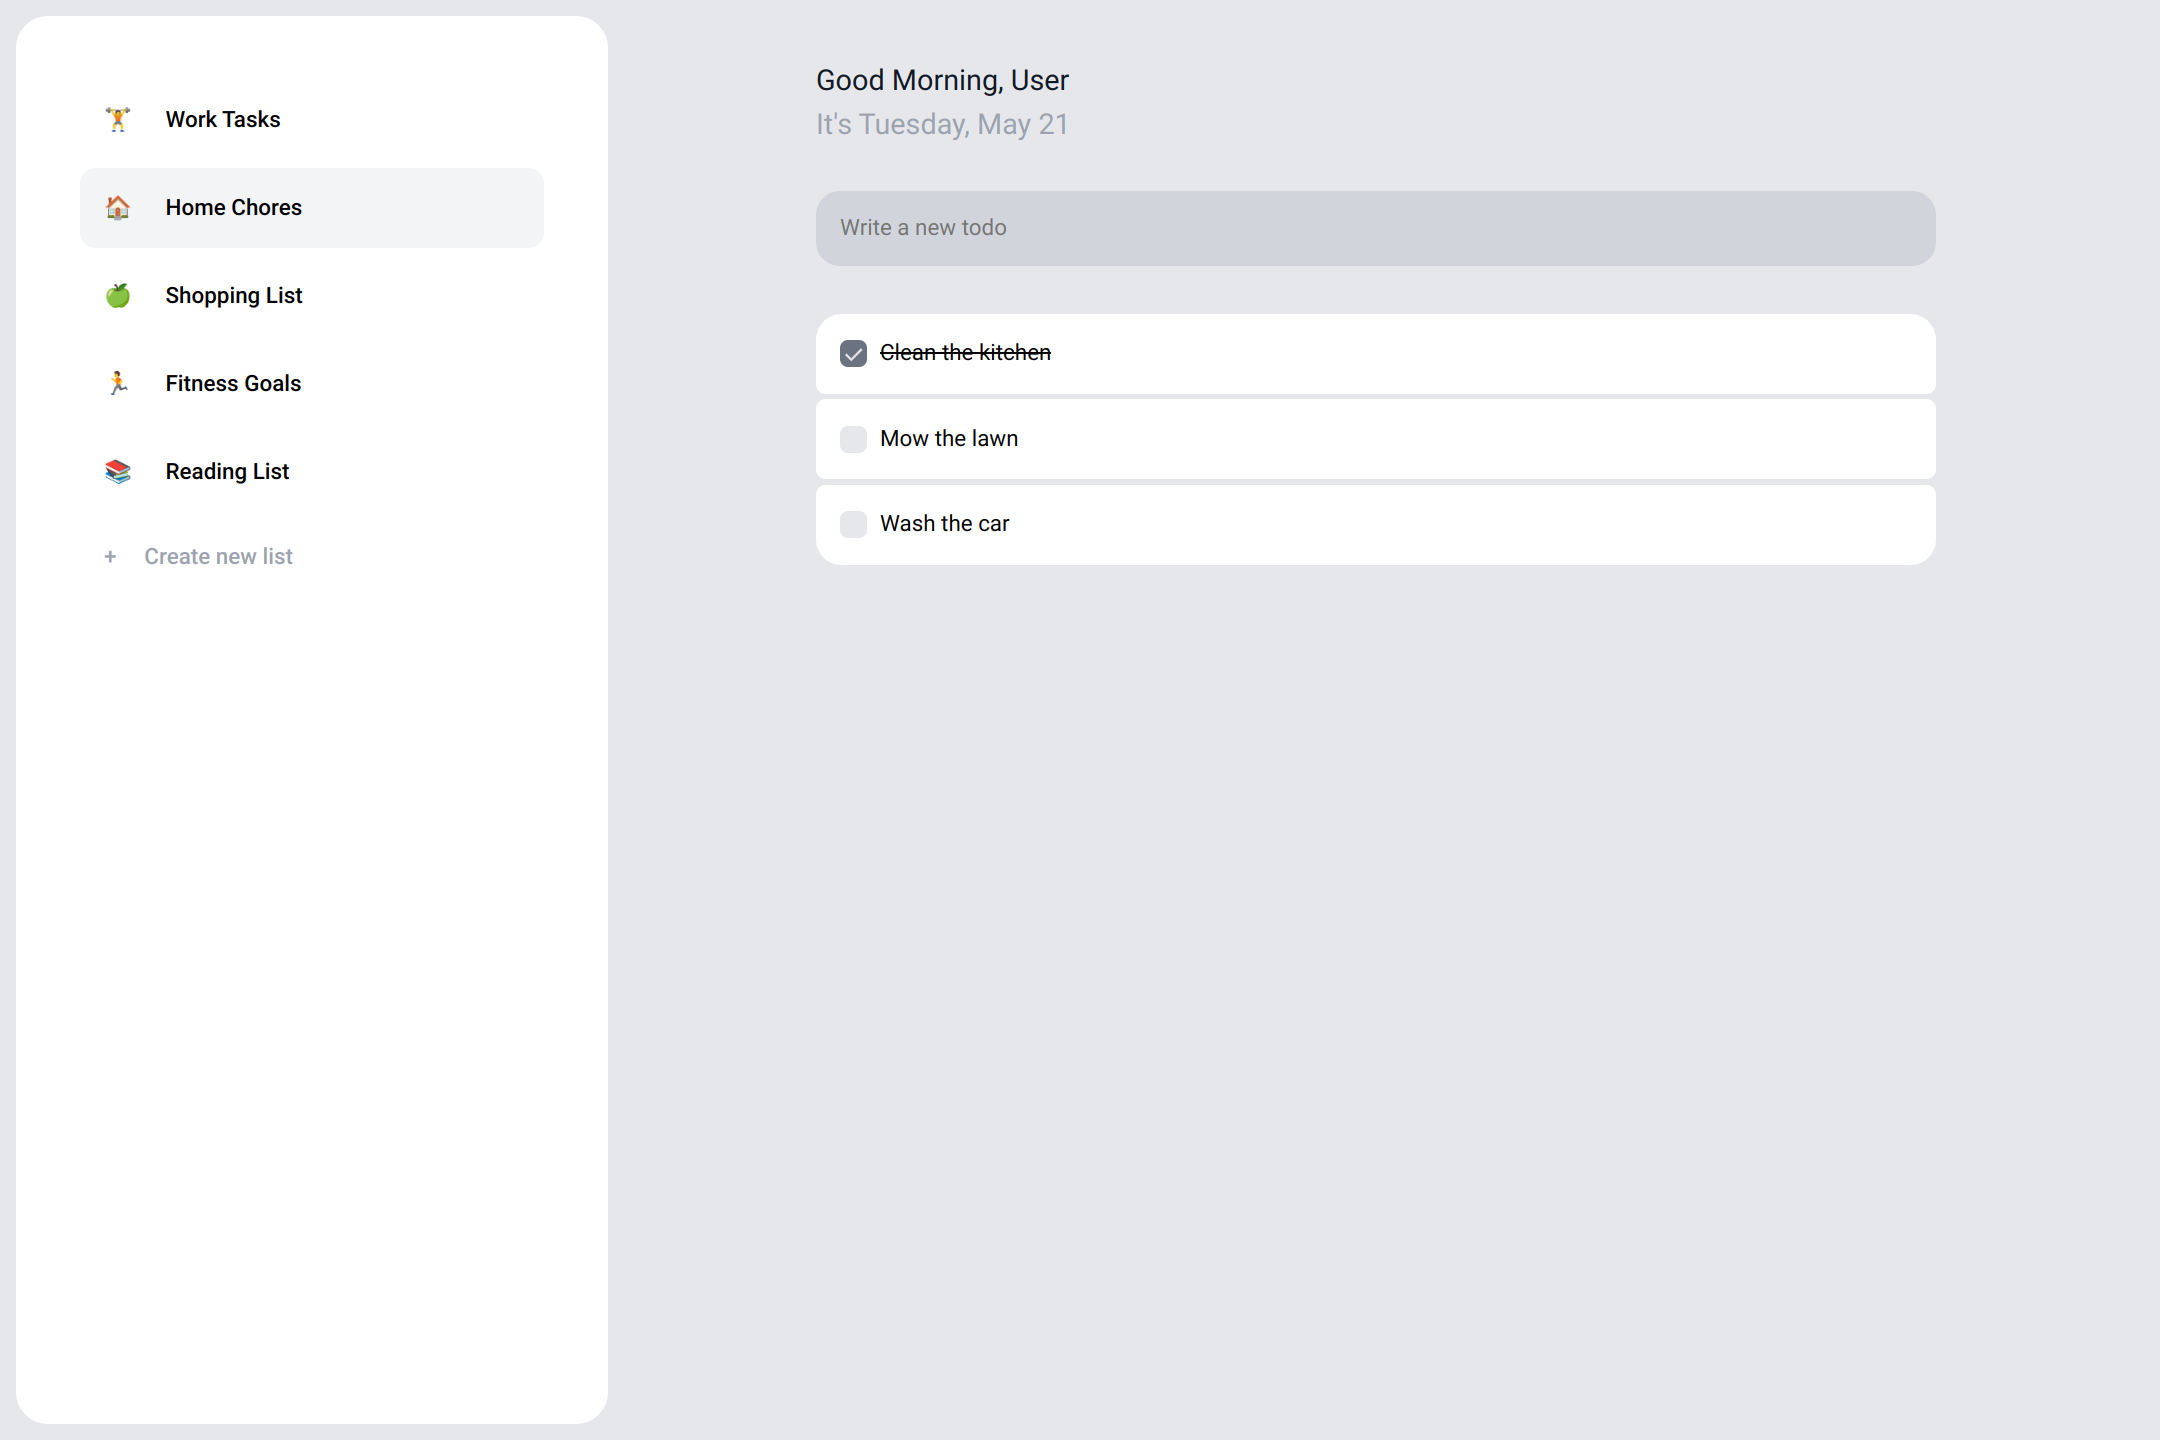 Work Tasks
Home Chores
Shopping List
Fitness Goals
Reading List
+ Create new list
Good Morning, User
It's Tuesday, May 21
Write a new todo
Clean the kitchen
Mow the lawn
Wash the car